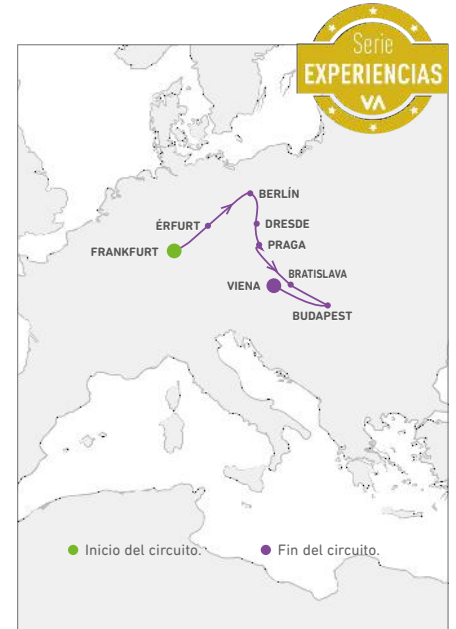 Serie
EXPERIENCIAS
VA
BERLÍN
ÉRFURT
DRESDE
FRANKFURT
PRAGA
BRATISLAVA
VIENA
BUDAPEST
Inicio del circuito.
Fin del circuito.